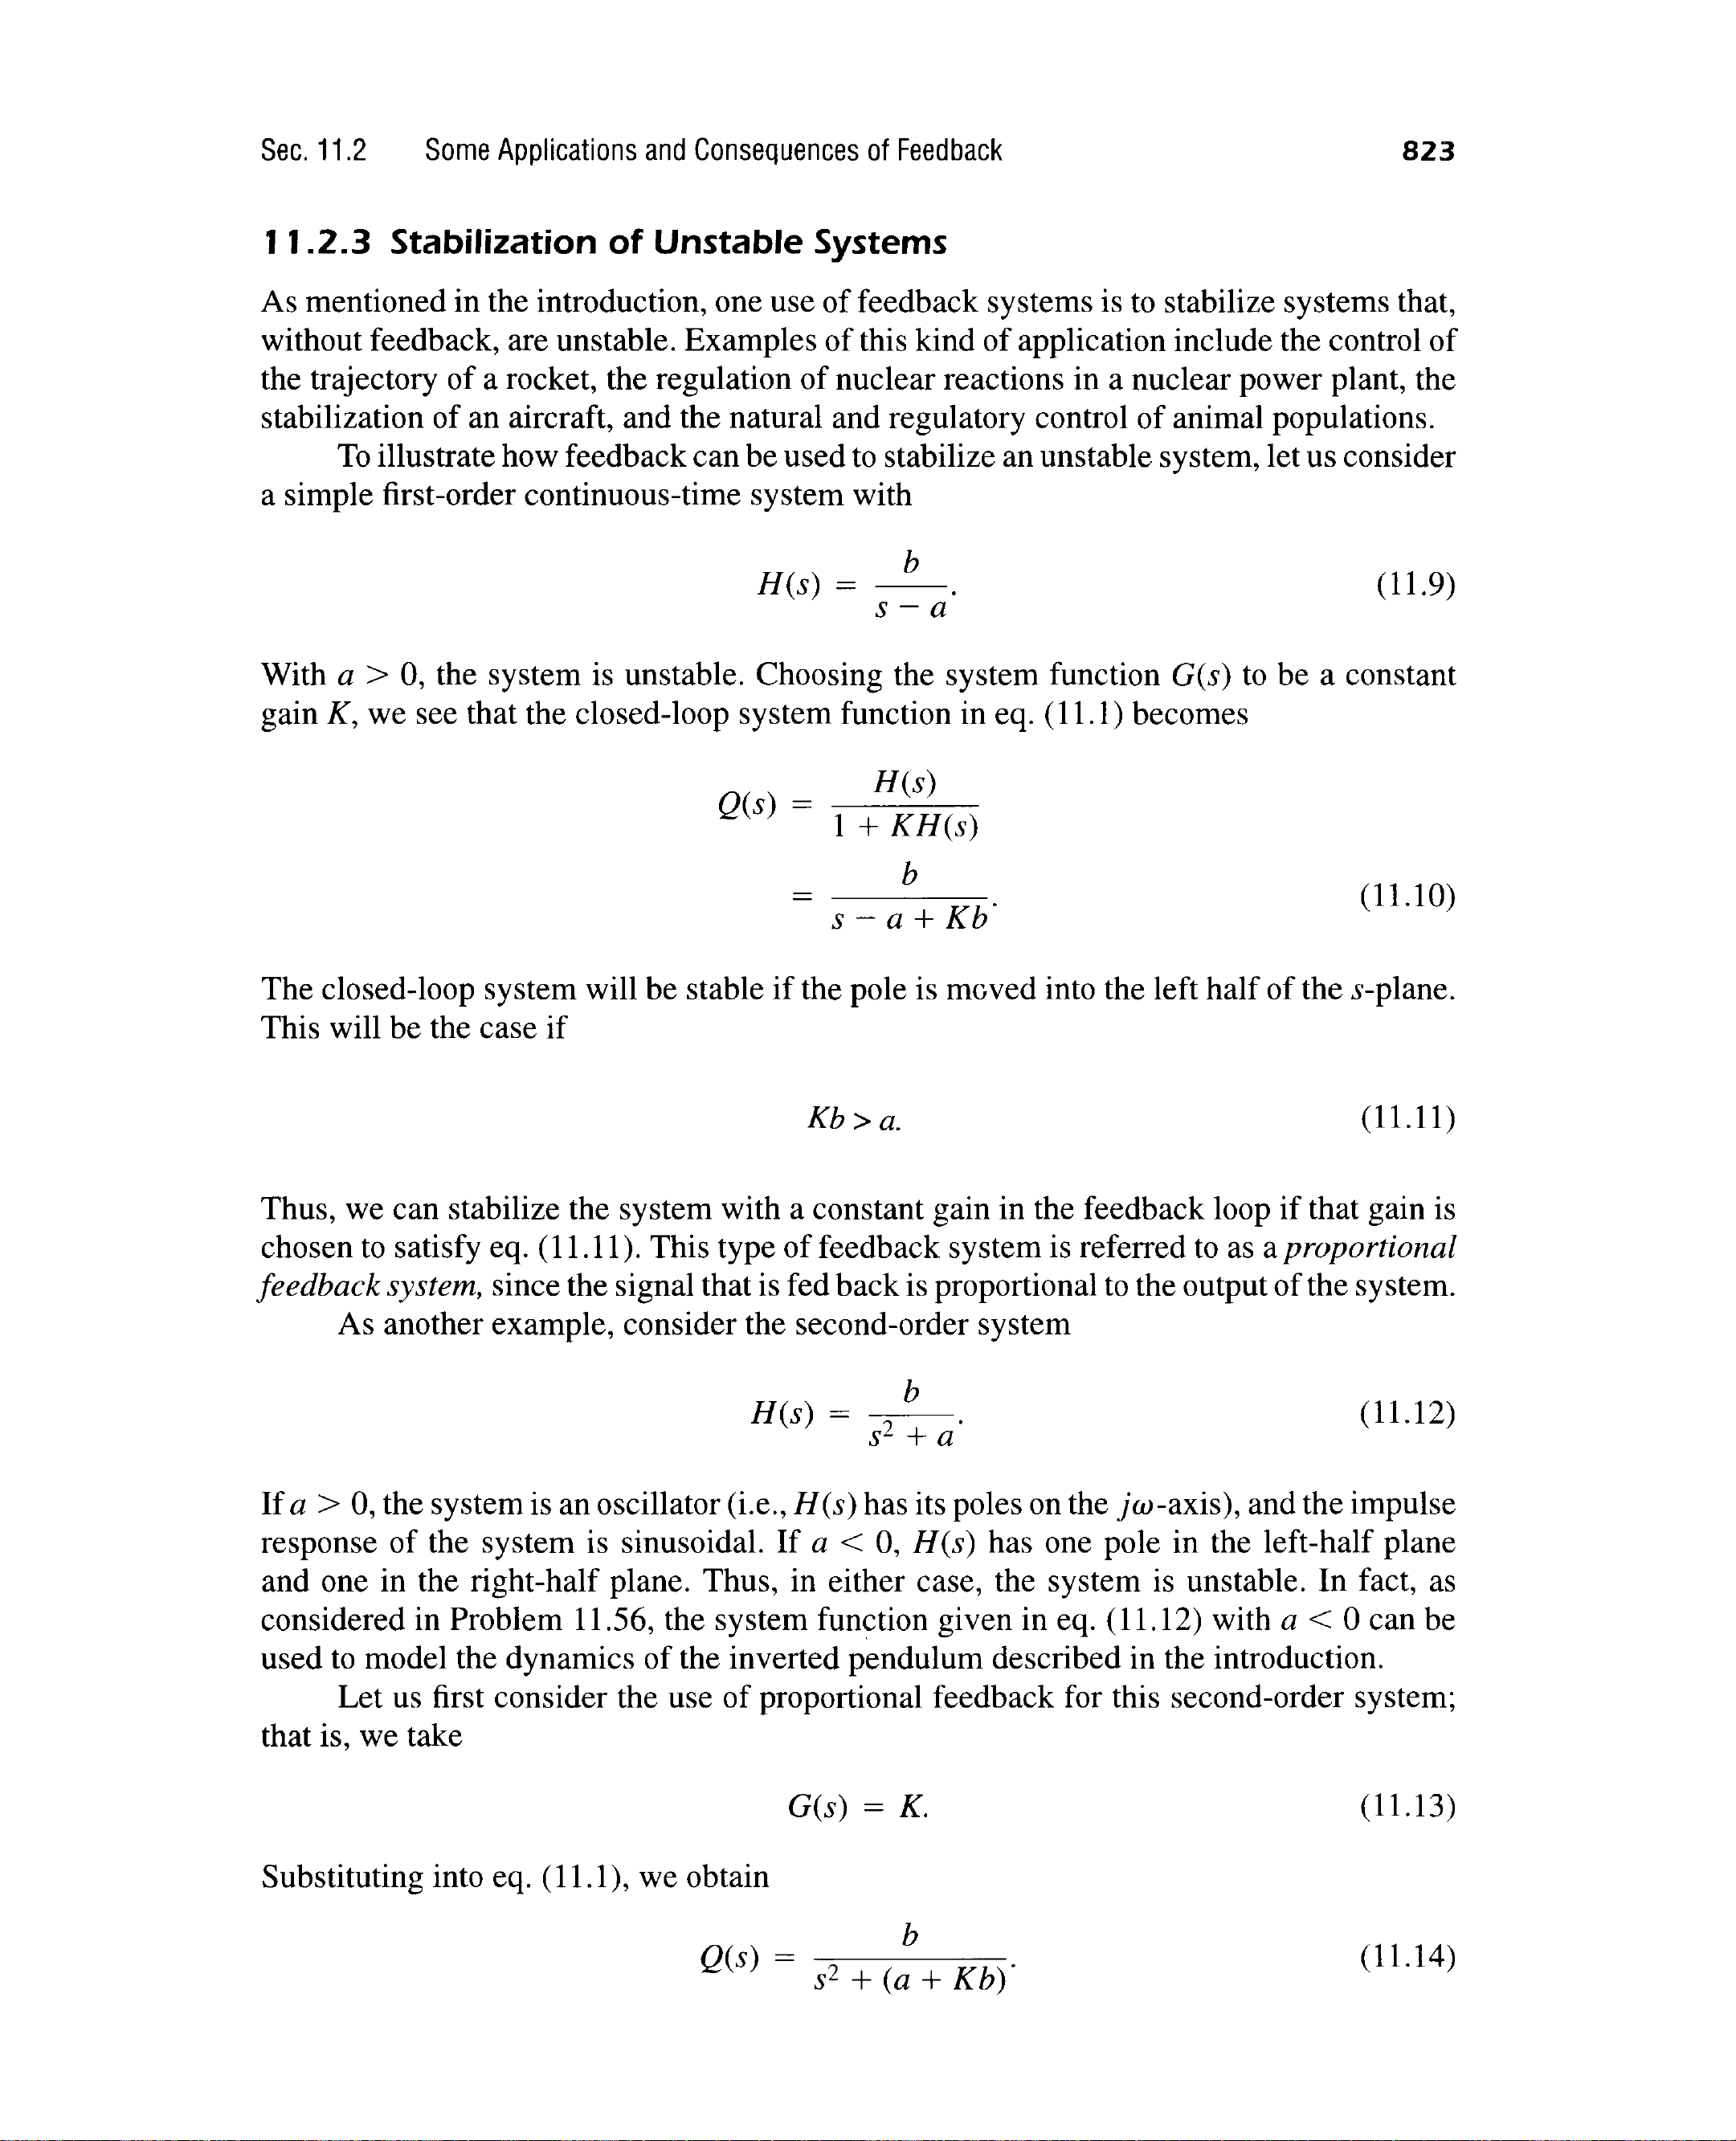 Sec. 11.2 Some Applications and Consequences of Feedback 823
11.2.3 Stabilization of Unstable Systems
As mentioned in the introduction, one use of feedback systems is to stabilize systems that,
without feedback, are unstable. Examples of this kind of application include the control of
the trajectory of a rocket, the regulation of nuclear reactions in a nuclear power plant, the
stabilization of an aircraft, and the natural and regulatory control of animal populations.
To illustrate how feedback can be used to stabilize an unstable system, let us consider
a simple first-order continuous-time system with
H(s) = b / (s − a). (11.9)
With a > 0, the system is unstable. Choosing the system function G(s) to be a constant
gain K, we see that the closed-loop system function in eq. (11.1) becomes
Q(s) = H(s) / (1 + KH(s))
= b / (s − a + Kb). (11.10)
The closed-loop system will be stable if the pole is moved into the left half of the s-plane.
This will be the case if
Kb > a. (11.11)
Thus, we can stabilize the system with a constant gain in the feedback loop if that gain is
chosen to satisfy eq. (11.11). This type of feedback system is referred to as a proportional
feedback system, since the signal that is fed back is proportional to the output of the system.
As another example, consider the second-order system
H(s) = b / (s² + a). (11.12)
If a > 0, the system is an oscillator (i.e., H(s) has its poles on the jω-axis), and the impulse
response of the system is sinusoidal. If a < 0, H(s) has one pole in the left-half plane
and one in the right-half plane. Thus, in either case, the system is unstable. In fact, as
considered in Problem 11.56, the system function given in eq. (11.12) with a < 0 can be
used to model the dynamics of the inverted pendulum described in the introduction.
Let us first consider the use of proportional feedback for this second-order system;
that is, we take
G(s) = K. (11.13)
Substituting into eq. (11.1), we obtain
Q(s) = b / (s² + (a + Kb)). (11.14)